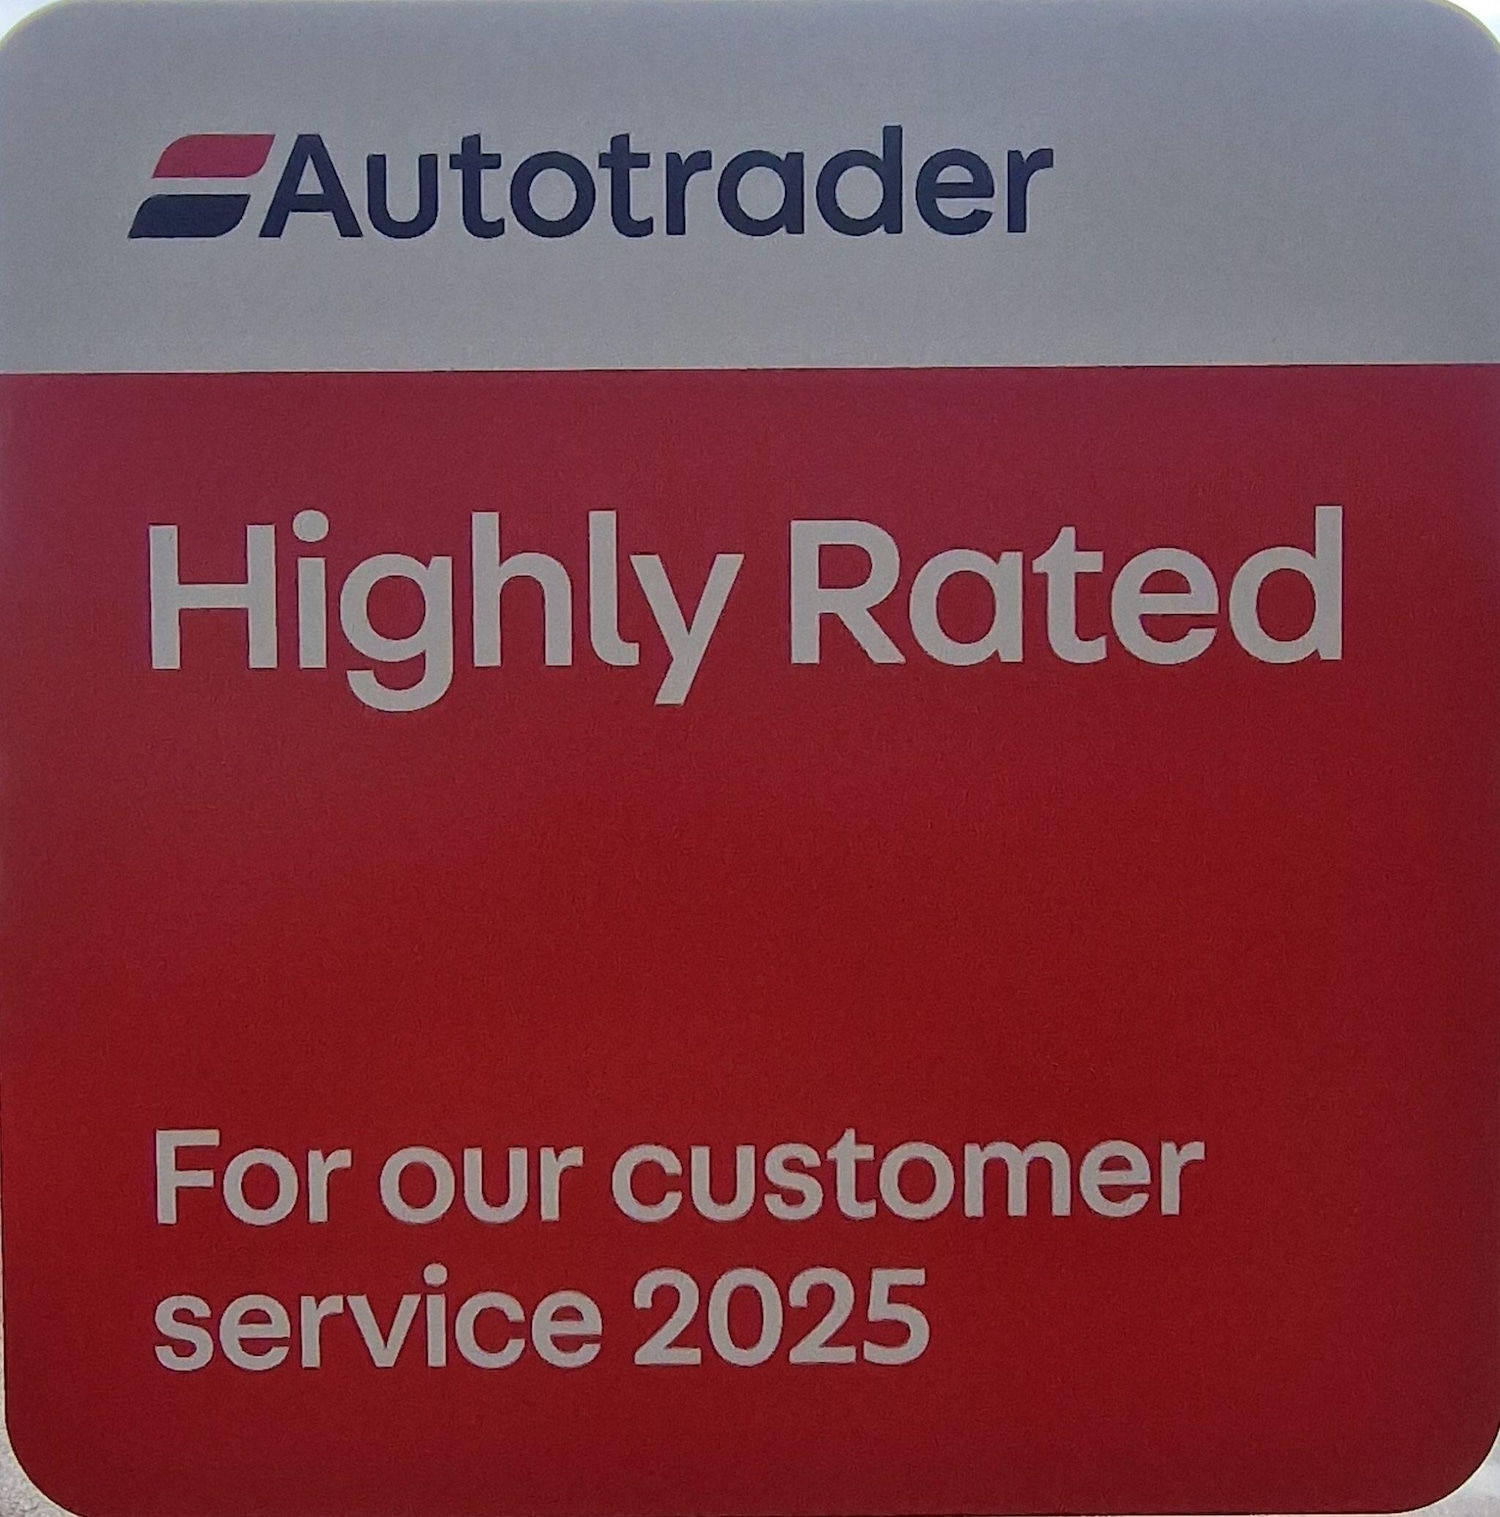 Autotrader
Highly Rated
For our customer
service 2025